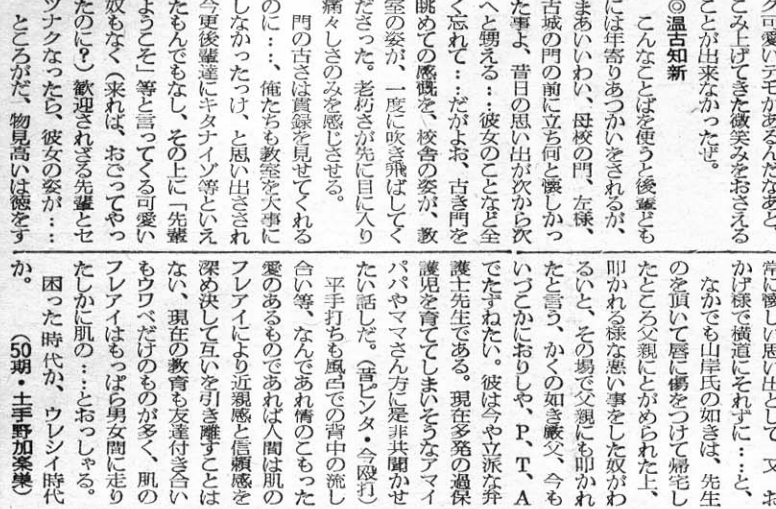 ク可愛いデモがあるんだなあと、
こみ上げてきた微笑みをおさえる
ことが出来なかったぜ。
◎温古知新
こんなことばを使うと後輩ども
には年寄りあつかいをされるが、
まあいいわい、母校の門、左様、
古城の門の前に立ち何と懐しかっ
た事よ、昔日の思い出が次から次
へと甦える…彼女のことなど全
く忘れて…だがよお、古き門を
眺めての感慨を、校舎の姿が、教
室の姿が、一度に吹き飛ばしてく
ださった。老朽さが先に目に入り
痛々しさのみを感じさせる。
門の古さは貫録を見せてくれる
のに…、俺たちも教室を大事に
しなかったっけ、と思い出され
今更後輩達にキタナイゾ等といえ
たもんでもなし、その上に「先輩
ようこそ」等と言ってくる可愛い
奴もなく（来れば、おごってやっ
たのに？）歓迎されざる先輩とセ
ツナクなったら、彼女の姿が……
ところがだ、物見高いは徳をす
常に懐しい思い出として、又、お
かげ様で横道にそれずに…と、
なかでも山岸氏の如きは、先生
のを頂いて唇に傷をつけて帰宅し
たところ父親にとがめられた上、
叩かれる様な悪い事をした奴がわ
るいと、その場で父親にも叩かれ
たと言う、かくの如き厳父、今も
いづこかにおりしや、P、T、A
でたずねたい。彼は今や立派な弁
護士先生である。現在多発の過保
護児を育ててしまいそうなアマイ
パパやママさん方に是非共聞かせ
たい話しだ。（昔ビンタ・今殴打）
平手打ちも風呂での背中の流し
合い等、なんであれ情のこもった
愛のあるものであれば人間は肌の
フレアイにより近親感と信頼感を
深め決して互いを引き離すことは
ない、現在の教育も友達付き合い
もウワベだけのものが多く、肌の
フレアイはもっぱら男女間に走り
たしかに肌の…とおっしゃる。
困った時代か、ウレシイ時代
か。　（50期・土手野加楽巣）